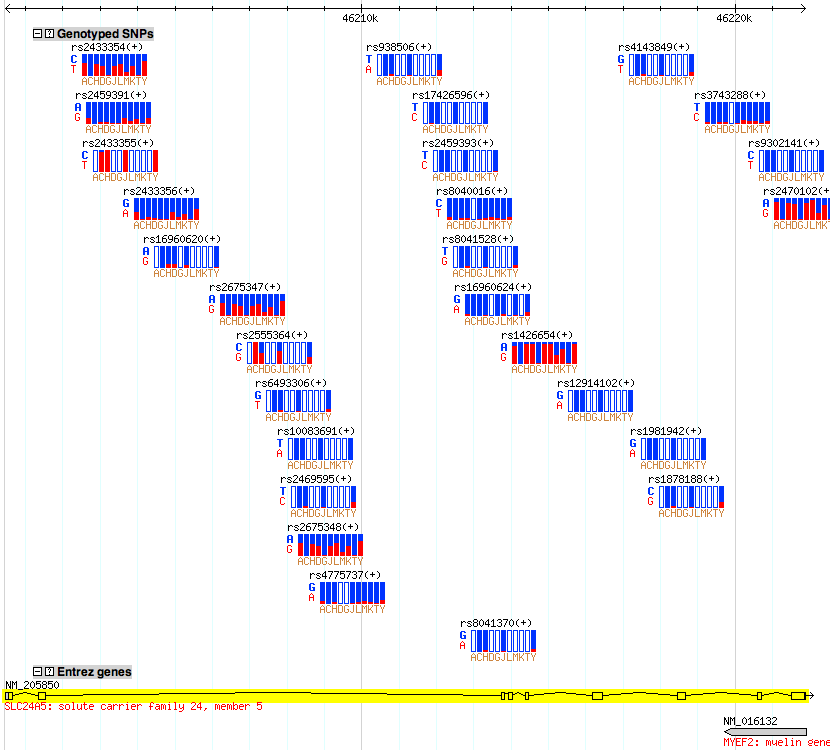 46210k 46220k
Genotyped SNPs
rs2433354(+) rs938506(+) rs4143849(+)
C T G
T A T
ACHDGJLMKTY ACHDGJLMKTY ACHDGJLMKTY
rs2459391(+) rs17426596(+) rs3743288(+)
A T T
G C C
ACHDGJLMKTY ACHDGJLMKTY ACHDGJLMKTY
rs2433355(+) rs2459393(+) rs9302141(+)
C T C
T C T
ACHDGJLMKTY ACHDGJLMKTY ACHDGJLMKTY
rs2433356(+) rs8040016(+) rs2470102(+)
G C A
A T G
ACHDGJLMKTY ACHDGJLMKTY ACHDGJLMKT
rs16960620(+) rs8041528(+)
A T
G G
ACHDGJLMKTY ACHDGJLMKTY
rs2675347(+) rs16960624(+)
A G
G A
ACHDGJLMKTY ACHDGJLMKTY
rs2555364(+) rs1426654(+)
C A
G G
ACHDGJLMKTY ACHDGJLMKTY
rs6493306(+) rs12914102(+)
G G
T A
ACHDGJLMKTY ACHDGJLMKTY
rs10083691(+) rs1981942(+)
T G
A A
ACHDGJLMKTY ACHDGJLMKTY
rs2469595(+) rs1878188(+)
T C
C G
ACHDGJLMKTY ACHDGJLMKTY
rs2675348(+)
A
G
ACHDGJLMKTY
rs4775737(+)
G
A
ACHDGJLMKTY
rs8041370(+)
G
A
ACHDGJLMKTY
Entrez genes
NM_205850
SLC24A5: solute carrier family 24, member 5
NM_016132
MYEF2: myelin gene